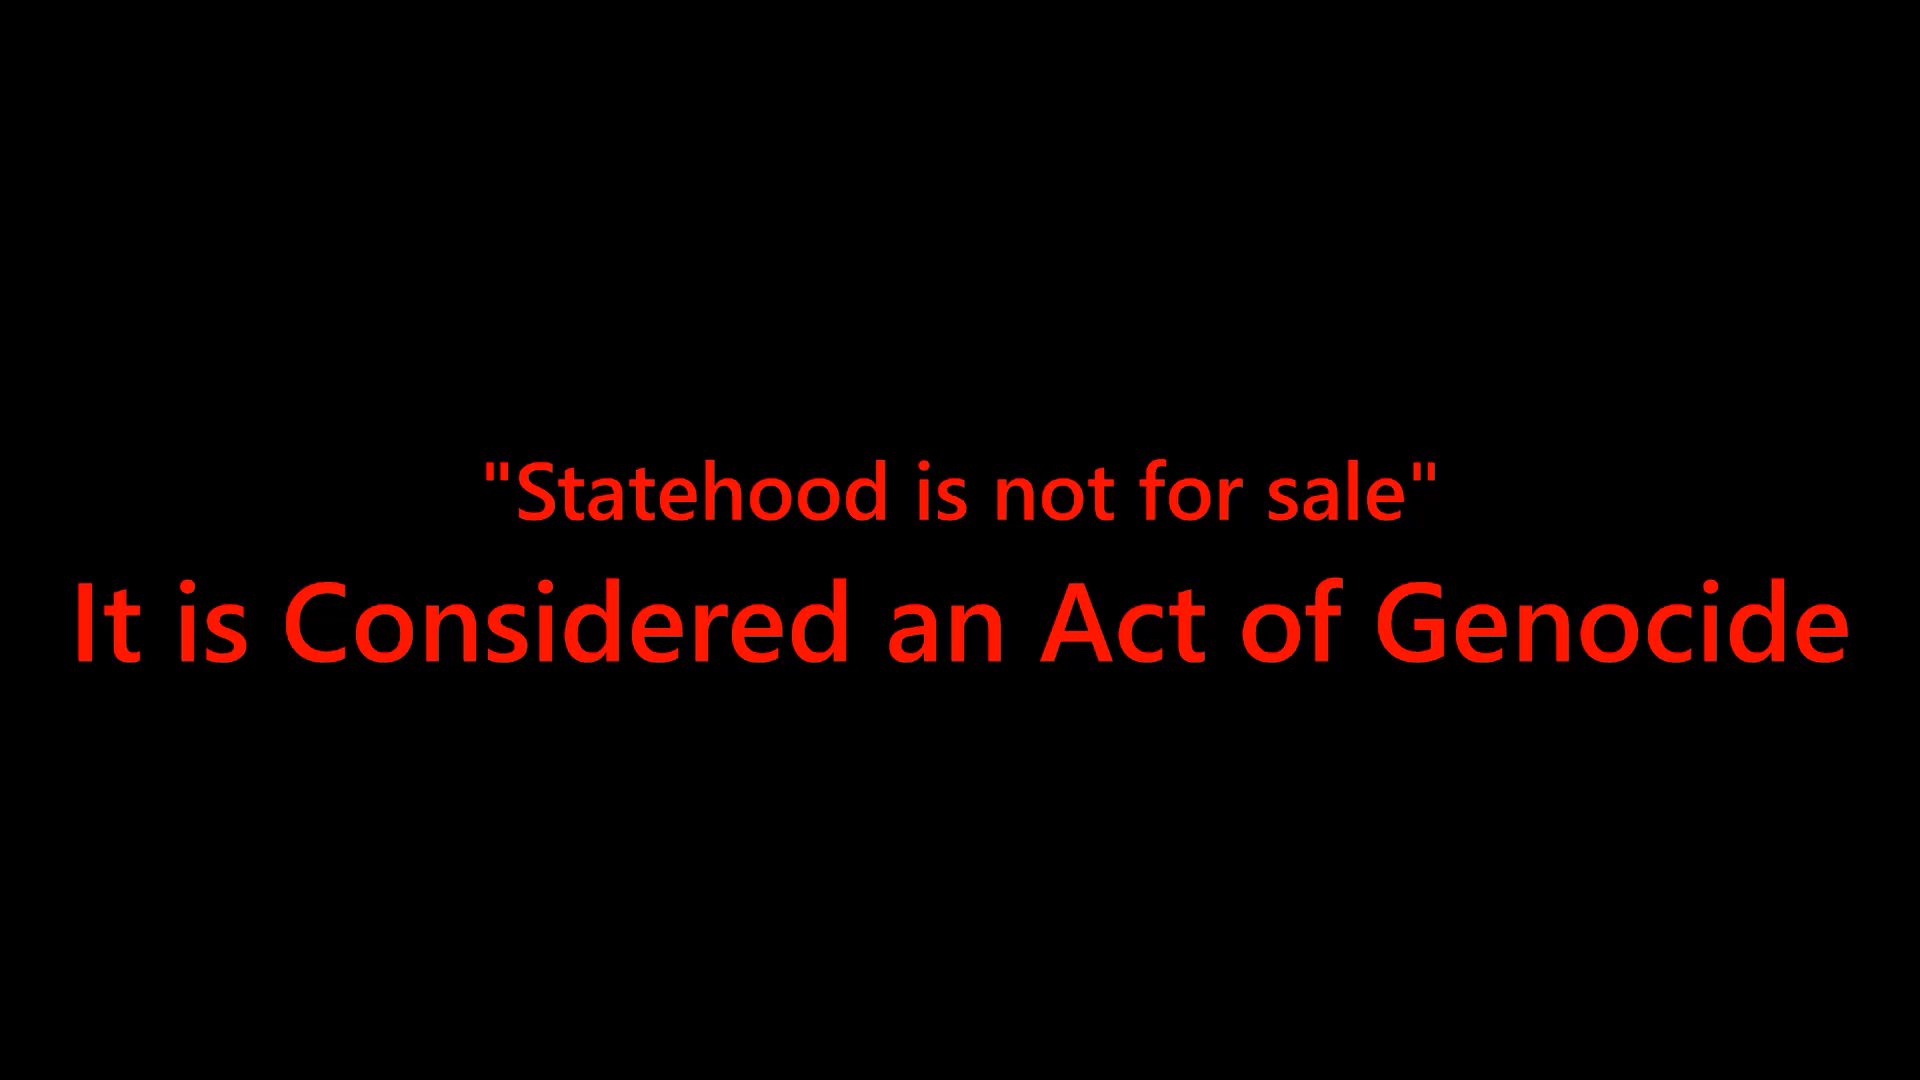 "Statehood is not for sale"
It is Considered an Act of Genocide